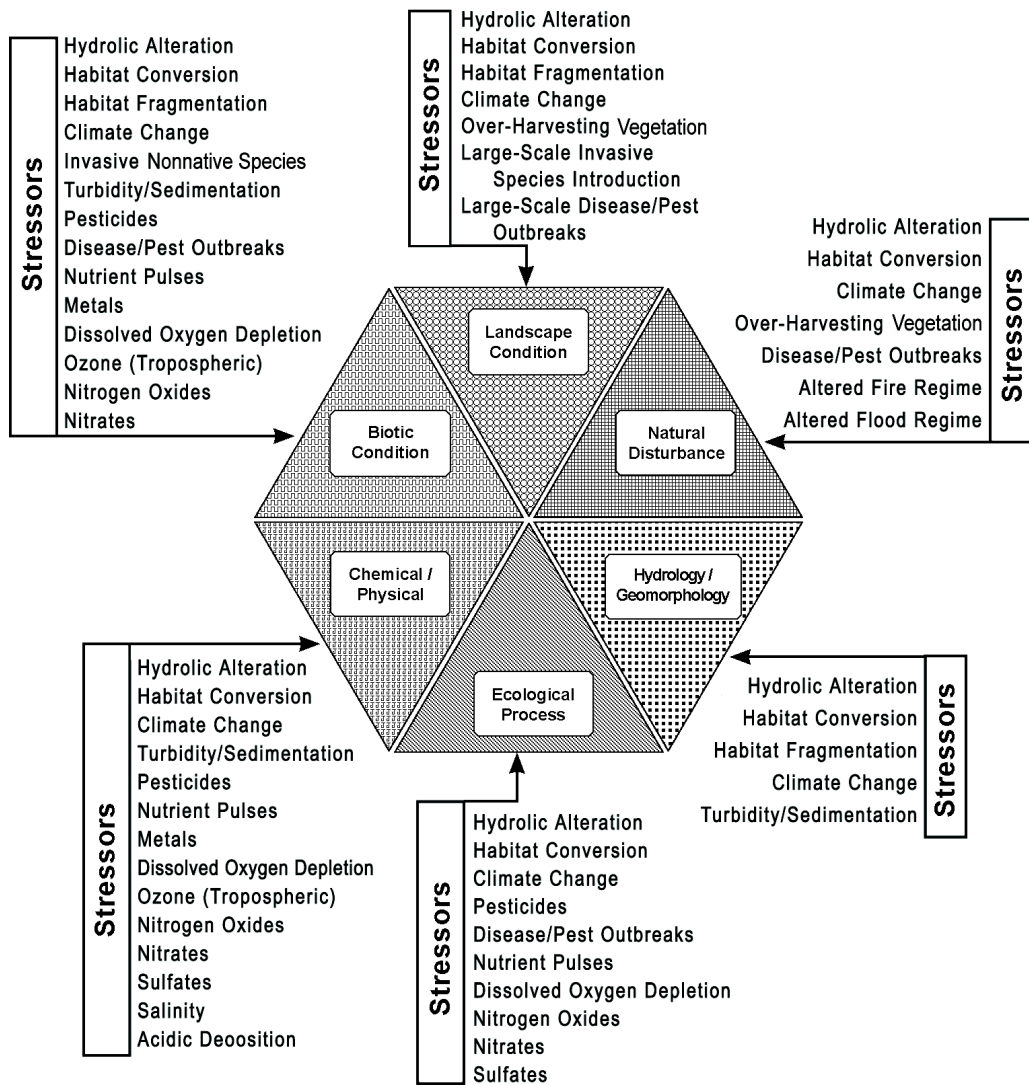 Stressors
Hydrolic Alteration
Habitat Conversion
Habitat Fragmentation
Climate Change
Invasive Nonnative Species
Turbidity/Sedimentation
Pesticides
Disease/Pest Outbreaks
Nutrient Pulses
Metals
Dissolved Oxygen Depletion
Ozone (Tropospheric)
Nitrogen Oxides
Nitrates
Stressors
Hydrolic Alteration
Habitat Conversion
Habitat Fragmentation
Climate Change
Over-Harvesting Vegetation
Large-Scale Invasive
Species Introduction
Large-Scale Disease/Pest
Outbreaks
Stressors
Hydrolic Alteration
Habitat Conversion
Climate Change
Over-Harvesting Vegetation
Disease/Pest Outbreaks
Altered Fire Regime
Altered Flood Regime
Landscape
Condition
Biotic
Condition
Natural
Disturbance
Chemical /
Physical
Hydrology /
Geomorphology
Ecological
Process
Stressors
Hydrolic Alteration
Habitat Conversion
Climate Change
Turbidity/Sedimentation
Pesticides
Nutrient Pulses
Metals
Dissolved Oxygen Depletion
Ozone (Tropospheric)
Nitrogen Oxides
Nitrates
Sulfates
Salinity
Acidic Deoosition
Stressors
Hydrolic Alteration
Habitat Conversion
Climate Change
Pesticides
Disease/Pest Outbreaks
Nutrient Pulses
Dissolved Oxygen Depletion
Nitrogen Oxides
Nitrates
Sulfates
Stressors
Hydrolic Alteration
Habitat Conversion
Habitat Fragmentation
Climate Change
Turbidity/Sedimentation